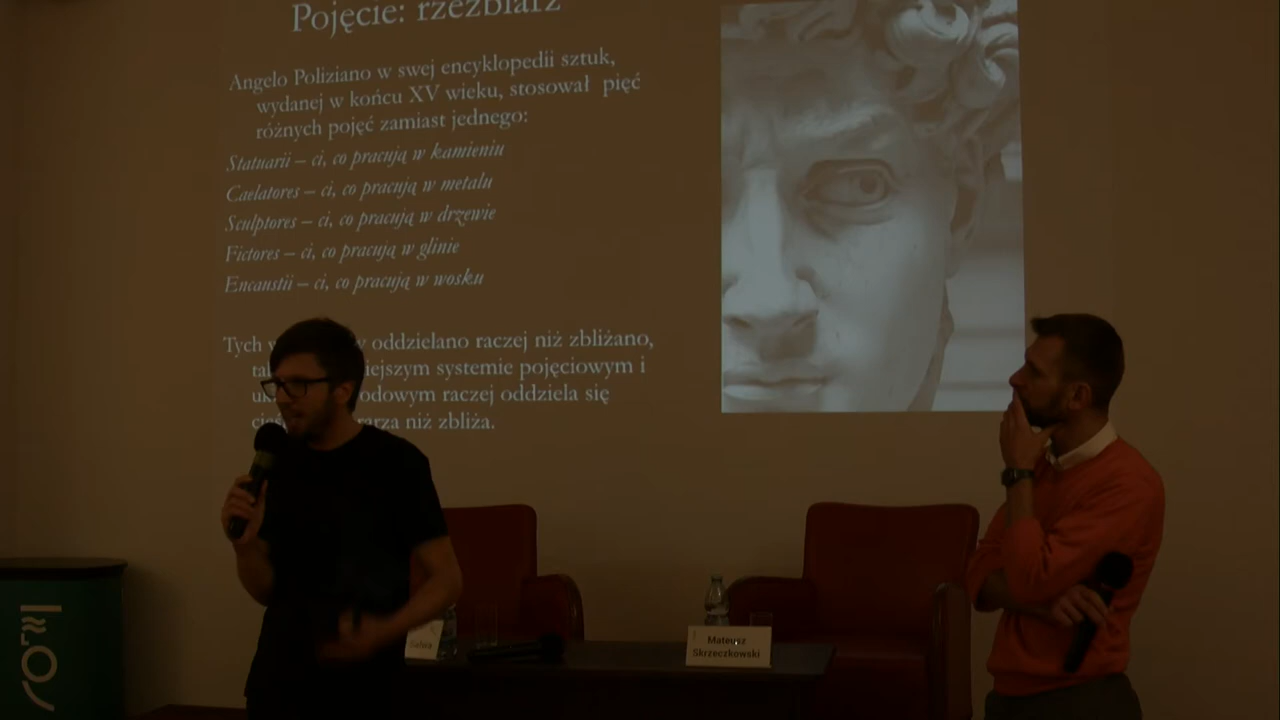 Pojęcie: rzeźbiarz
Angelo Poliziano w swej encyklopedii sztuk,
wydanej w końcu XV wieku, stosował pięć
różnych pojęć zamiast jednego:
Statuarii – ci, co pracują w kamieniu
Caelatores – ci, co pracują w metalu
Sculptores – ci, co pracują w drzewie
Fictores – ci, co pracują w glinie
Encaustii – ci, co pracują w wosku
Tych oddzielano raczej niż zbliżano,
systemie pojęciowym i
raczej oddziela się
niż zbliża.
Mateusz
Skrzeczkowski